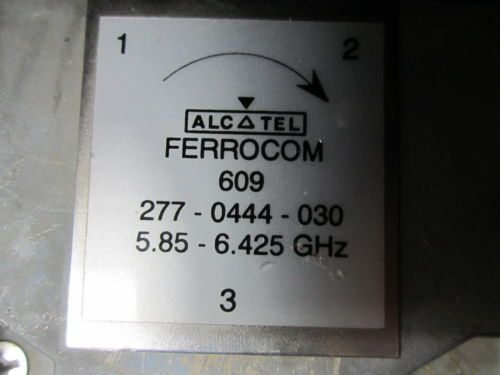 1 2
ALCATEL
FERROCOM
609
277 - 0444 - 030
5.85 - 6.425 GHz
3